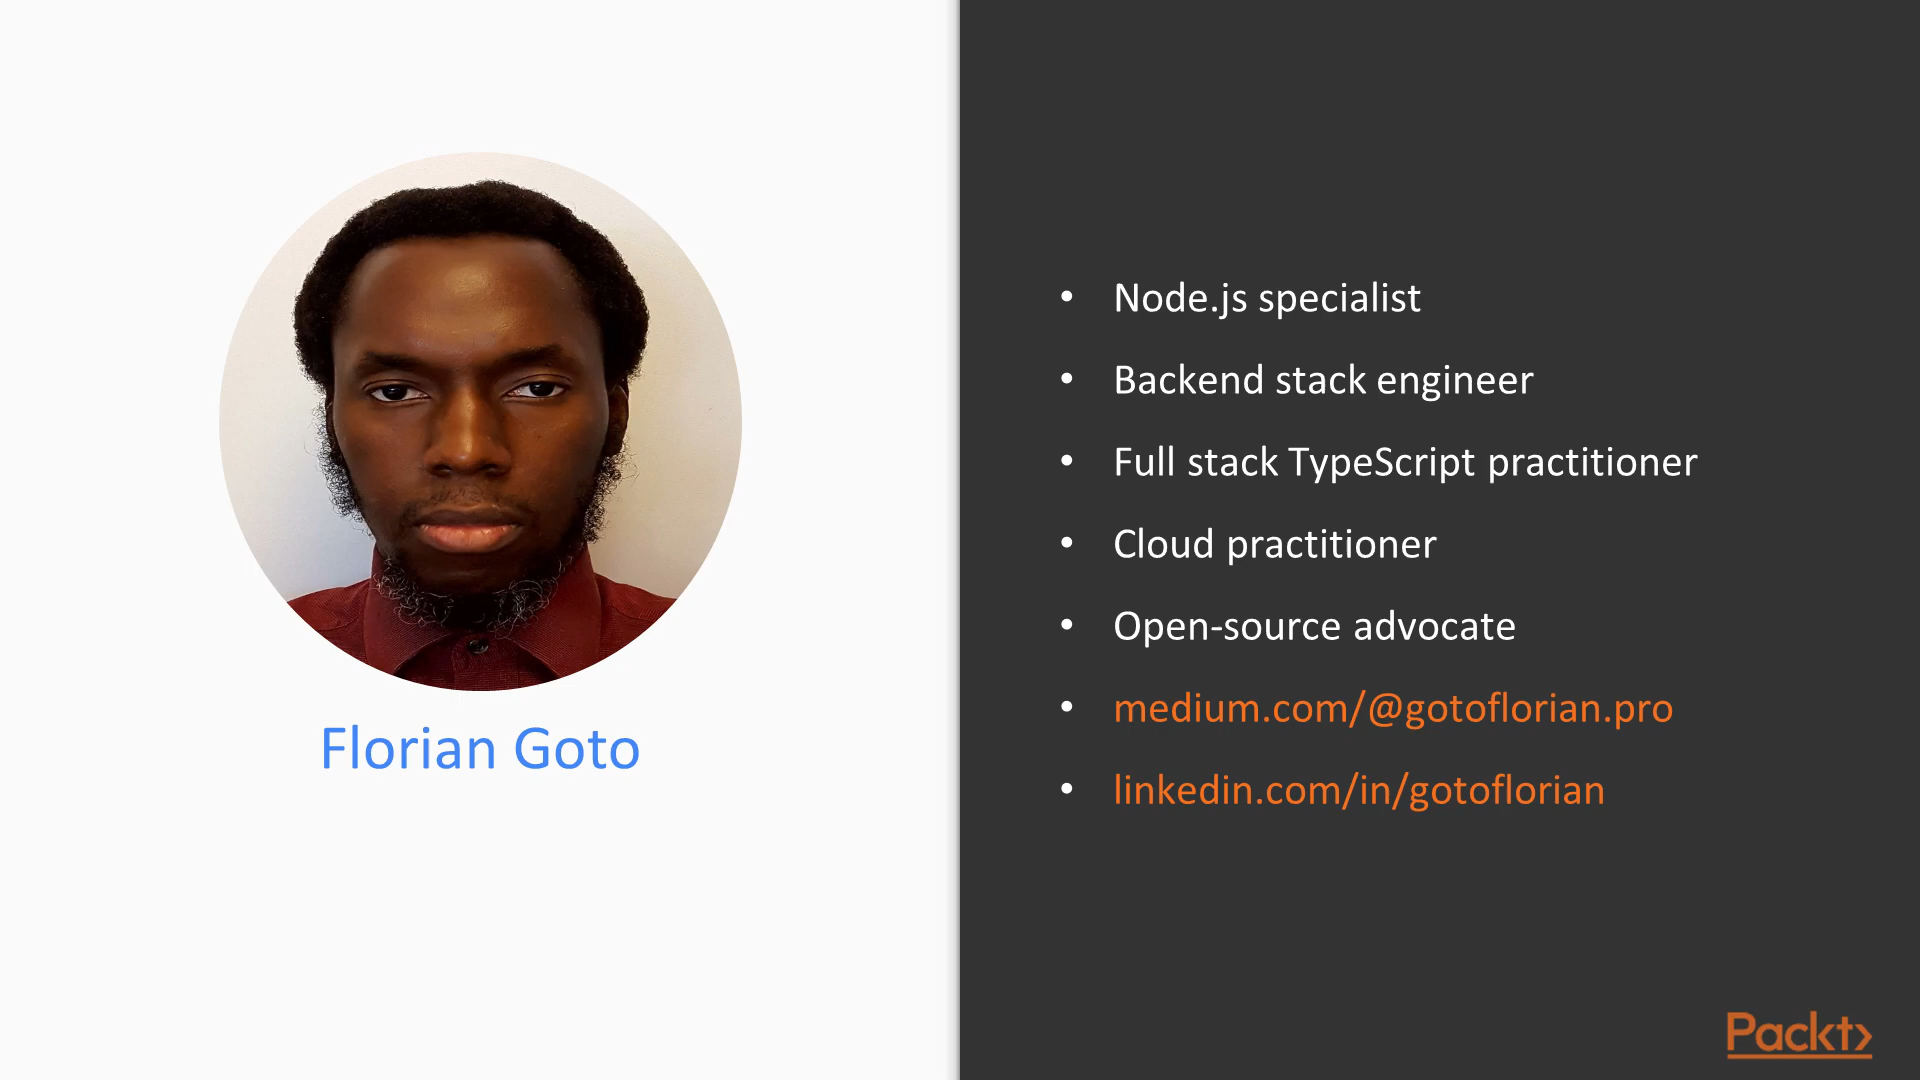 Florian Goto
Node.js specialist
Backend stack engineer
Full stack TypeScript practitioner
Cloud practitioner
Open-source advocate
medium.com/@gotoflorian.pro
linkedin.com/in/gotoflorian
Packt>